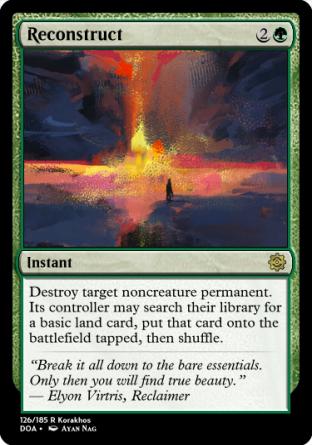 Reconstruct 2
Instant
Destroy target noncreature permanent.
Its controller may search their library for
a basic land card, put that card onto the
battlefield tapped, then shuffle.
“Break it all down to the bare essentials.
Only then you will find true beauty.”
— Elyon Virtris, Reclaimer
126/185 R Korakhos
DOA • Ayan Nag